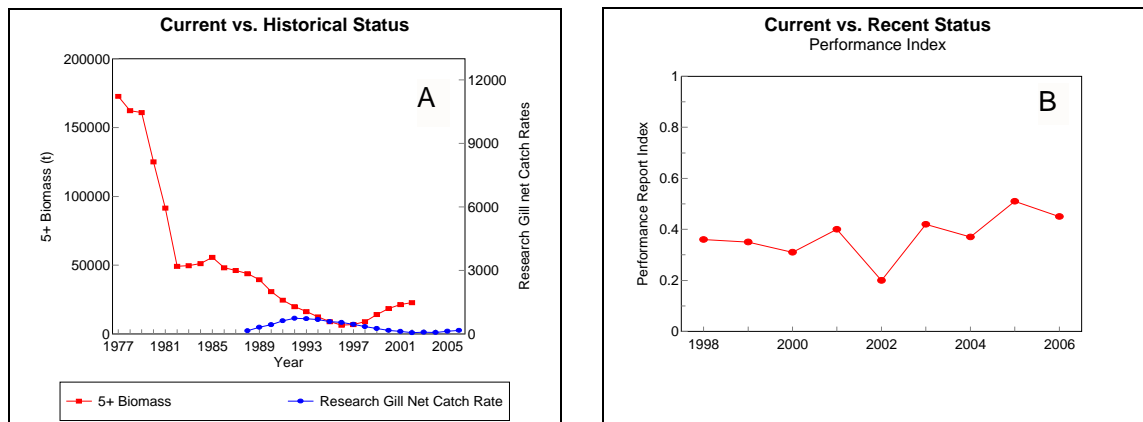 Current vs. Historical Status
A
5+ Biomass (t)
200000
150000
100000
50000
0
Research Gill net Catch Rates
12000
9000
6000
3000
0
1977 1981 1985 1989 1993 1997 2001 2005
Year
5+ Biomass
Research Gill Net Catch Rate
Current vs. Recent Status
Performance Index
B
Performance Report Index
1
0.8
0.6
0.4
0.2
0
1998 2000 2002 2004 2006